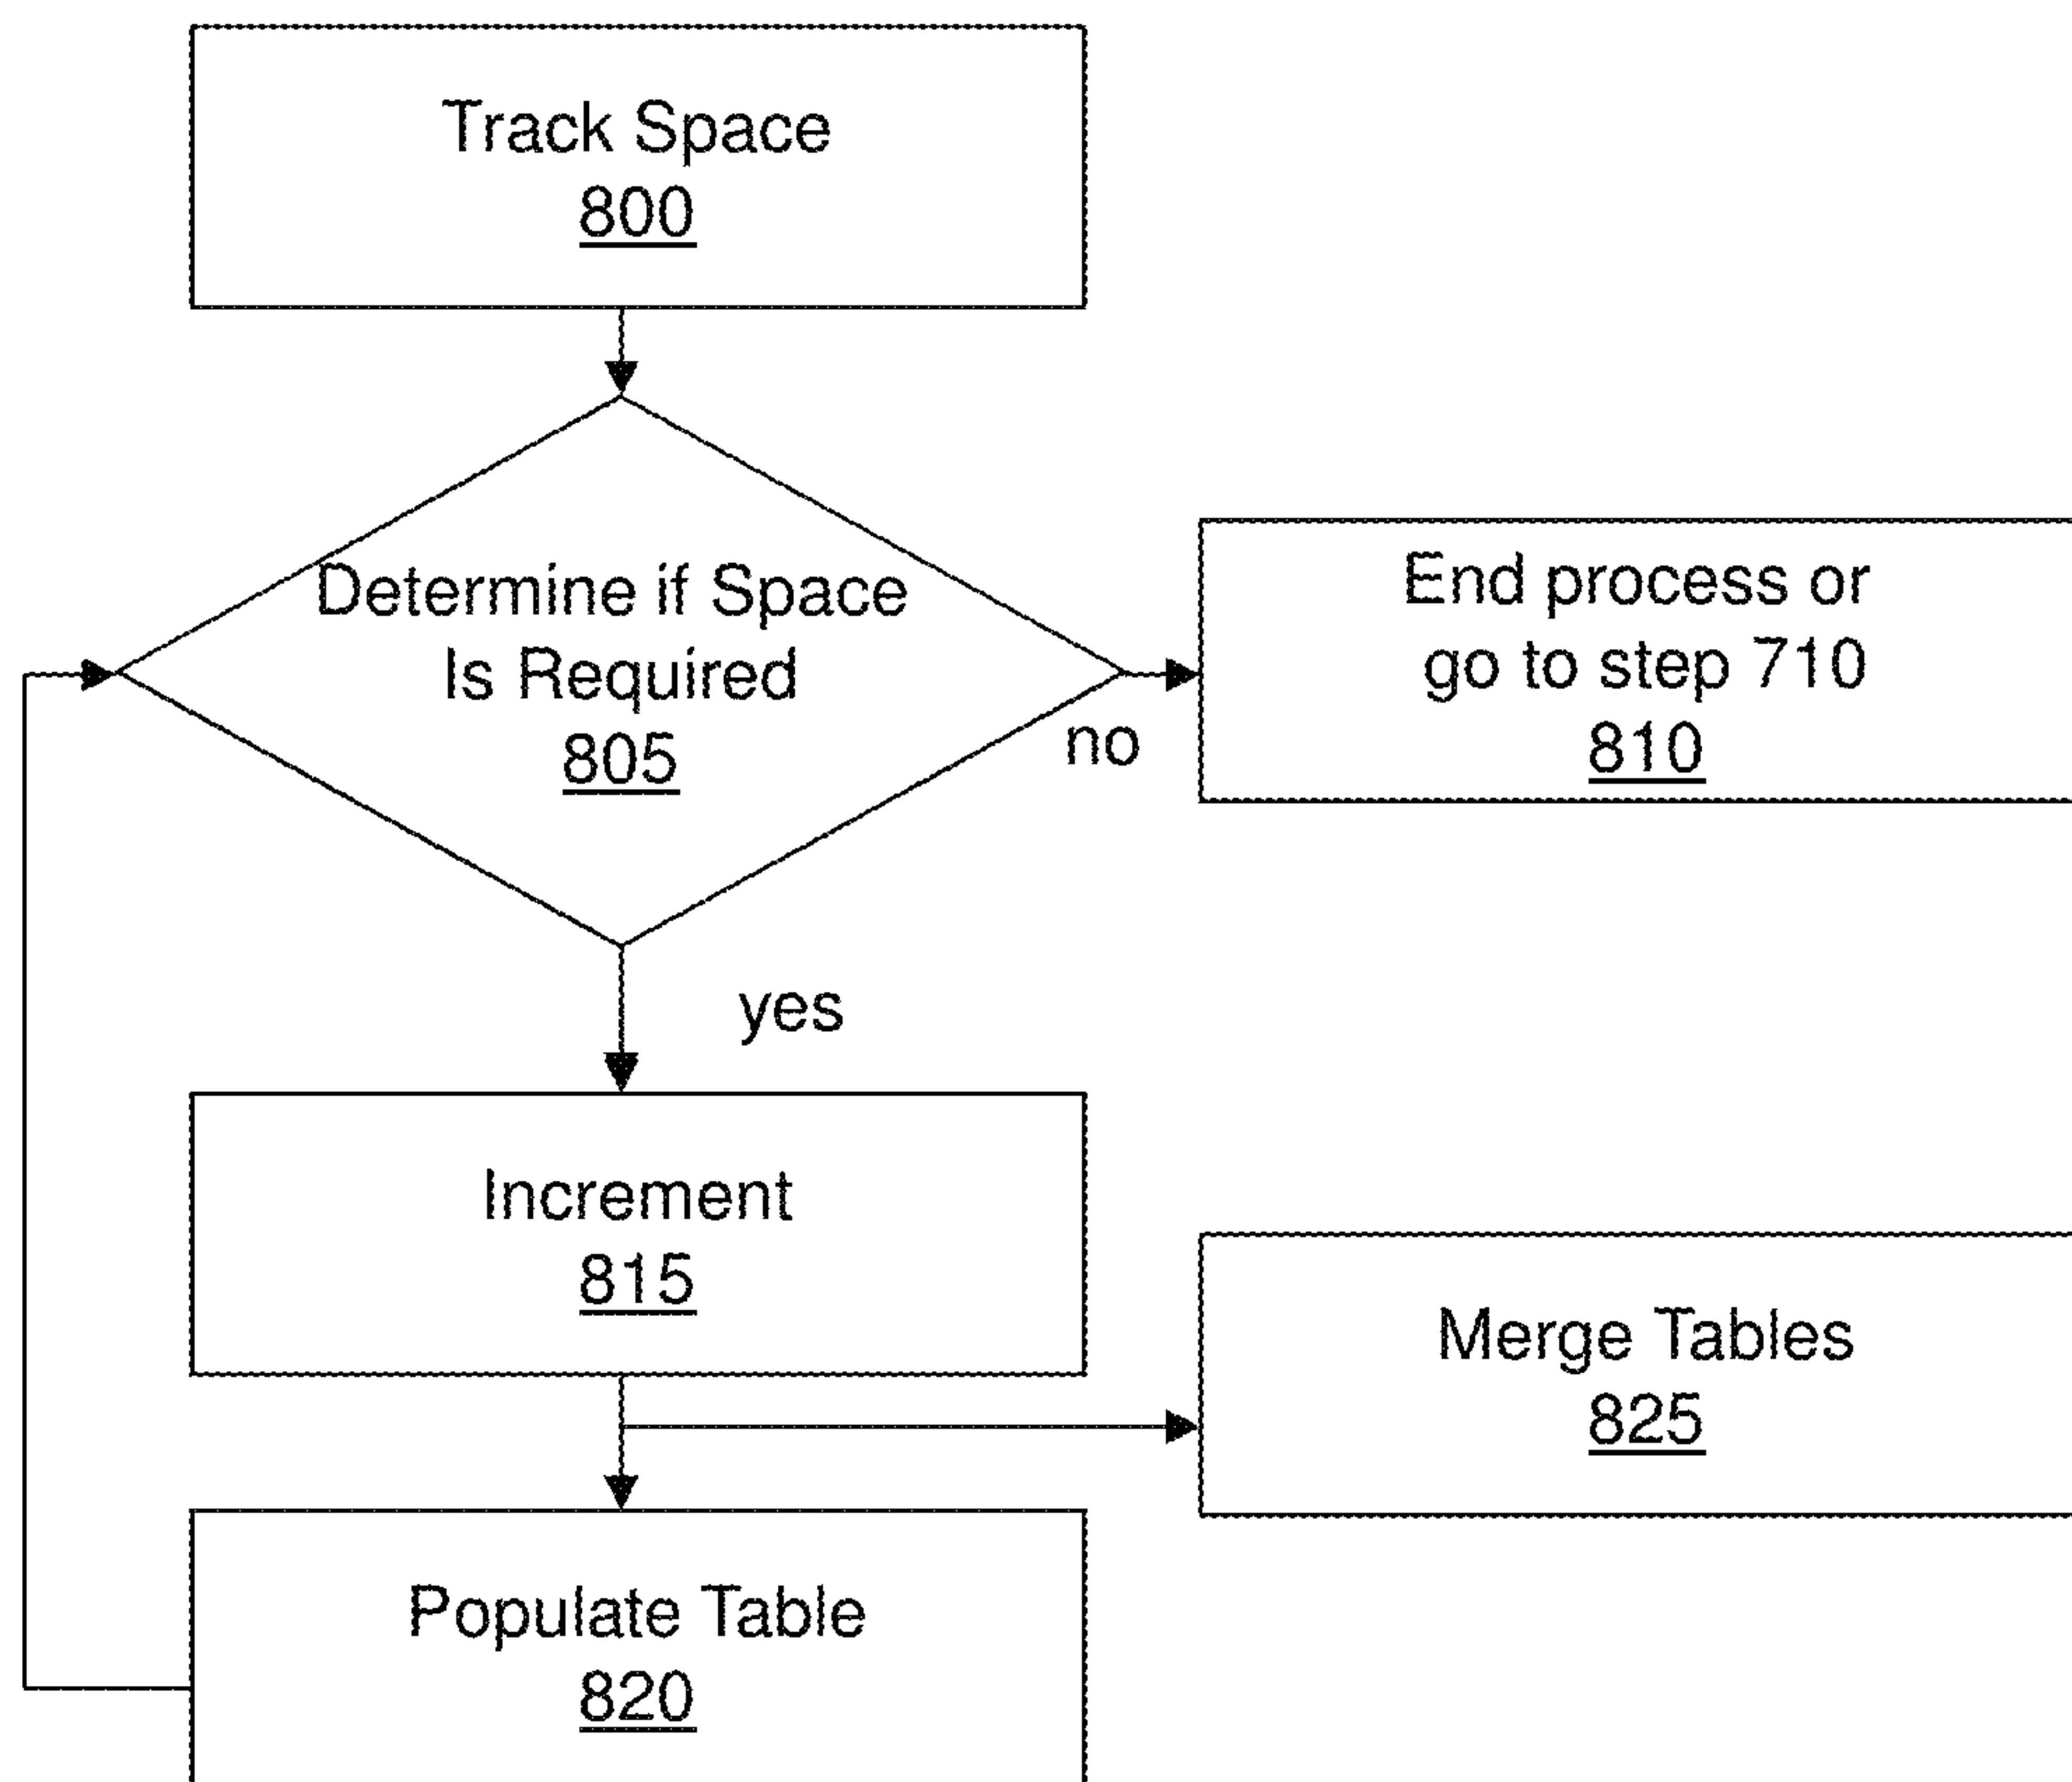 Track Space
800
Determine if Space
Is Required
805
no
End process or
go to step 710
810
yes
Increment
815
Merge Tables
825
Populate Table
820